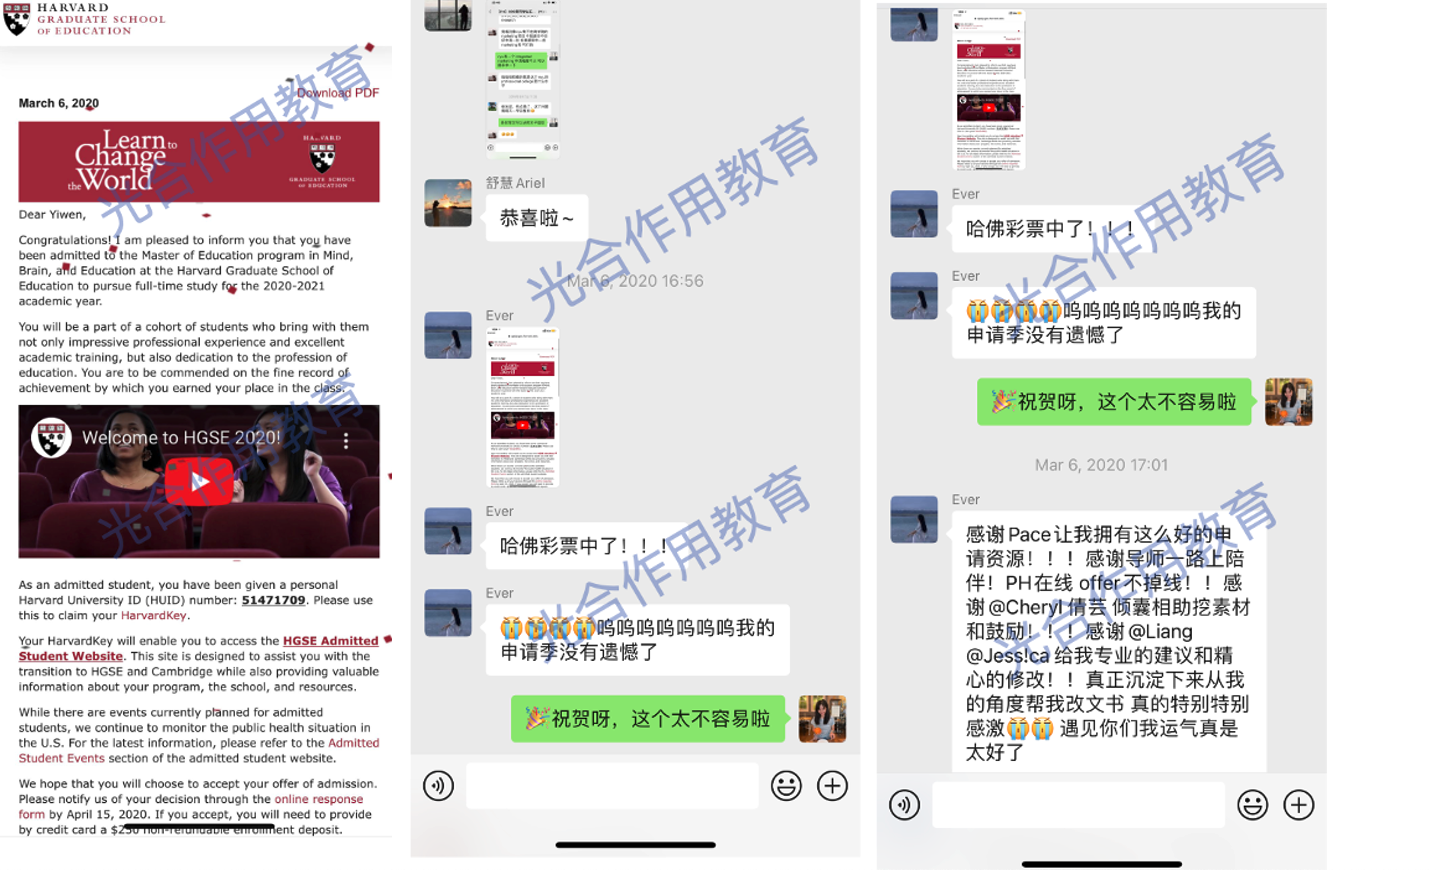 HARVARD
GRADUATE SCHOOL
OF EDUCATION
Download PDF
March 6, 2020
Learn to
Change
the World
HARVARD
GRADUATE SCHOOL
OF EDUCATION
Dear Yiwen,
Congratulations! I am pleased to inform you that you have
been admitted to the Master of Education program in Mind,
Brain, and Education at the Harvard Graduate School of
Education to pursue full-time study for the 2020-2021
academic year.
You will be a part of a cohort of students who bring with them
not only impressive professional experience and excellent
academic training, but also dedication to the profession of
education. You are to be commended on the fine record of
achievement by which you earned your place in the class.
Welcome to HGSE 2020!
As an admitted student, you have been given a personal
Harvard University ID (HUID) number: 51471709. Please use
this to claim your HarvardKey.
Your HarvardKey will enable you to access the HGSE Admitted
Student Website. This site is designed to assist you with the
transition to HGSE and Cambridge while also providing valuable
information about your program, the school, and resources.
While there are events currently planned for admitted
students, we continue to monitor the public health situation in
the U.S. For the latest information, please refer to the Admitted
Student Events section of the admitted student website.
We hope that you will choose to accept your offer of admission.
Please notify us of your decision through the online response
form by April 15, 2020. If you accept, you will need to provide
by credit card a $250 non-refundable enrollment deposit.
光合作用教育
光合作用教育
舒慧 Ariel
恭喜啦~
Mar 6, 2020 16:56
Ever
Ever
哈佛彩票中了！！！
Ever
😭😭😭😭呜呜呜呜呜呜呜我的
申请季没有遗憾了
🎉祝贺呀，这个太不容易啦
光合作用教育
光合作用教育
Ever
哈佛彩票中了！！！
Ever
😭😭😭😭呜呜呜呜呜呜呜我的
申请季没有遗憾了
🎉祝贺呀，这个太不容易啦
Mar 6, 2020 17:01
Ever
感谢Pace让我拥有这么好的申
请资源！！！感谢导师一路上陪
伴！PH在线 offer不掉线！！感
谢@Cheryl 倩芸 倾囊相助挖素材
和鼓励！！！感谢@Liang
@Jess!ca 给我专业的建议和精
心的修改！！真正沉淀下来从我
的角度帮我改文书 真的特别特别
感激😭😭 遇见你们我运气真是
太好了
光合作用教育
光合作用教育